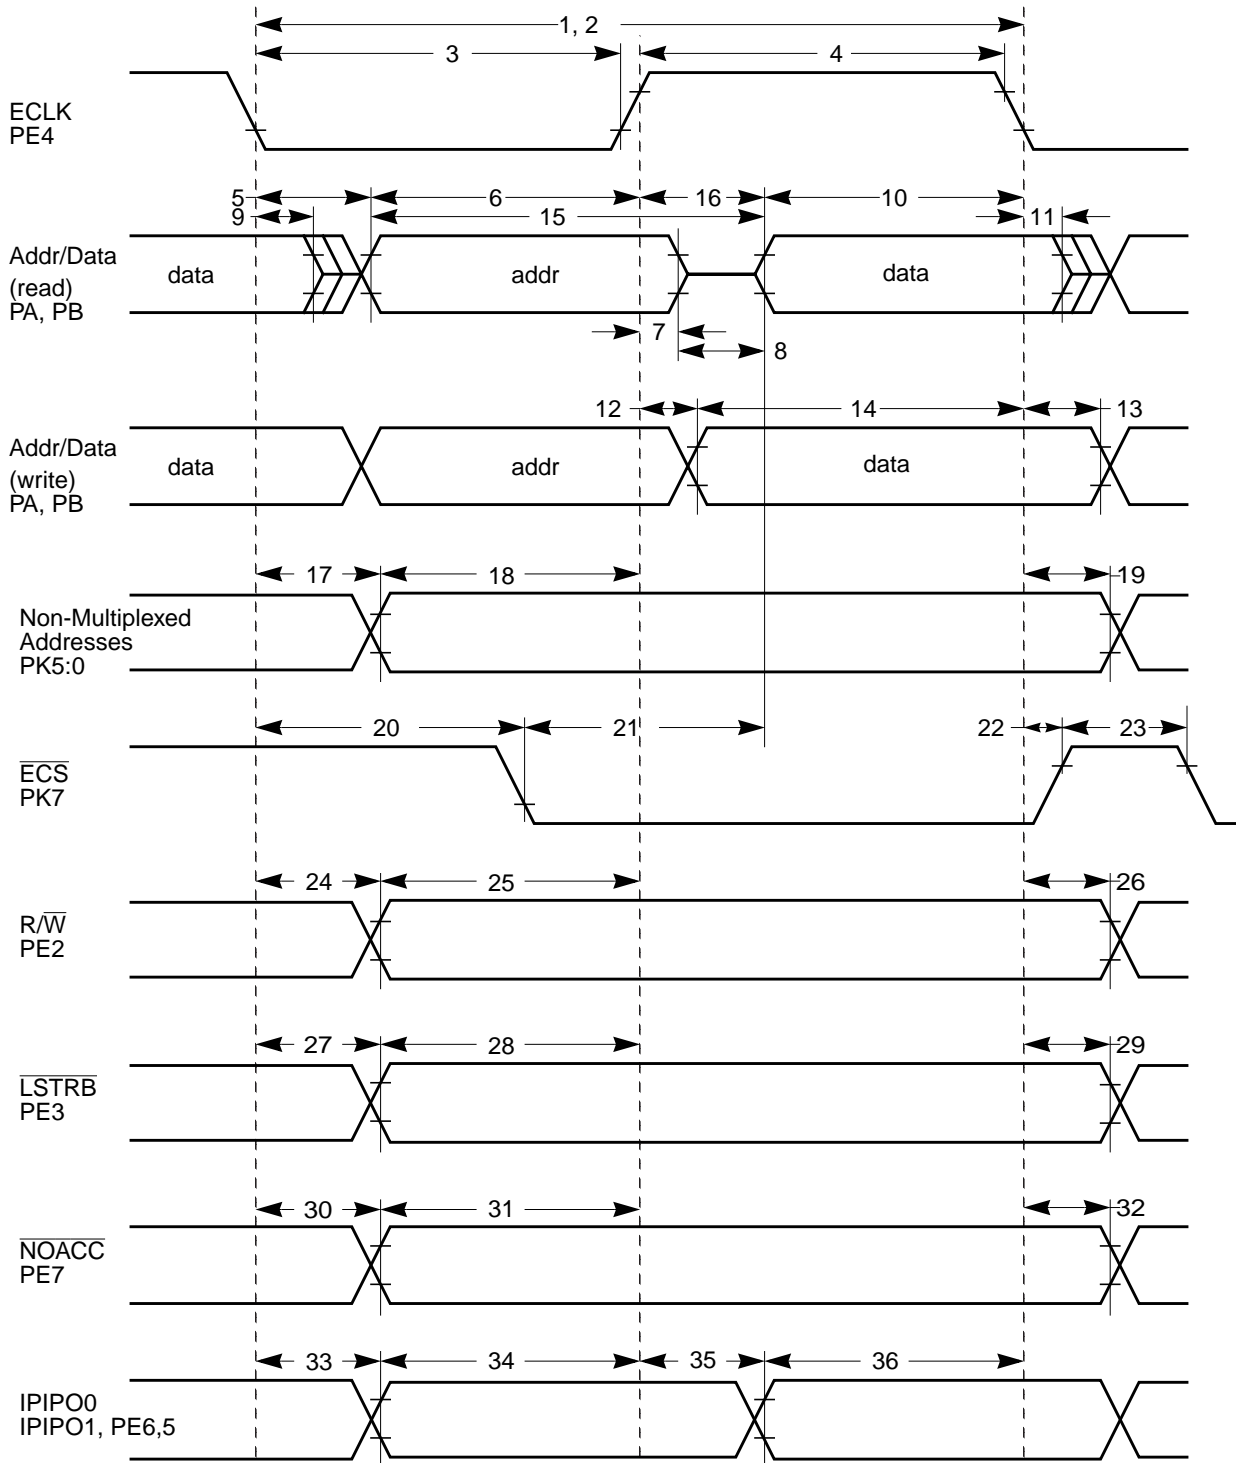 1, 2
3
4
ECLK
PE4
5
6
16
10
9
15
11
Addr/Data
(read)
PA, PB
data
addr
data
7
8
12
14
13
Addr/Data
(write)
PA, PB
data
addr
data
17
18
19
Non-Multiplexed
Addresses
PK5:0
20
21
22
23
ECS
PK7
24
25
26
R/W
PE2
27
28
29
LSTRB
PE3
30
31
32
NOACC
PE7
33
34
35
36
IPIPO0
IPIPO1, PE6,5